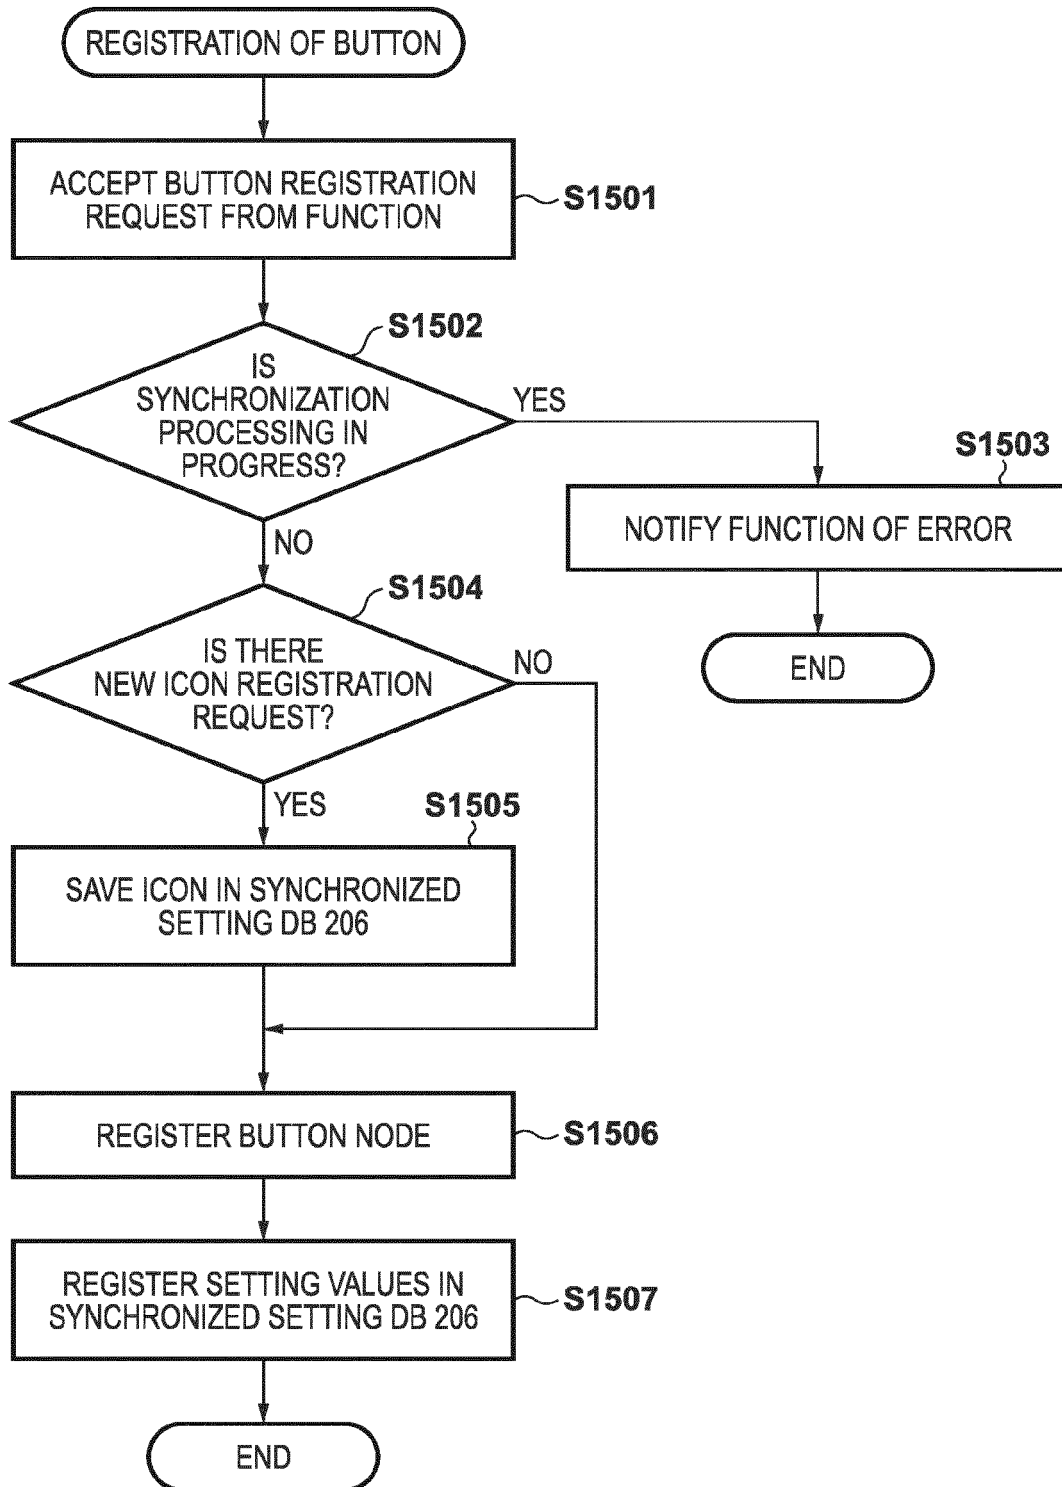 REGISTRATION OF BUTTON
ACCEPT BUTTON REGISTRATION
REQUEST FROM FUNCTION
S1501
S1502
IS
SYNCHRONIZATION
PROCESSING IN
PROGRESS?
YES
S1503
NOTIFY FUNCTION OF ERROR
END
NO
S1504
IS THERE
NEW ICON REGISTRATION
REQUEST?
NO
YES
S1505
SAVE ICON IN SYNCHRONIZED
SETTING DB 206
REGISTER BUTTON NODE
S1506
REGISTER SETTING VALUES IN
SYNCHRONIZED SETTING DB 206
S1507
END